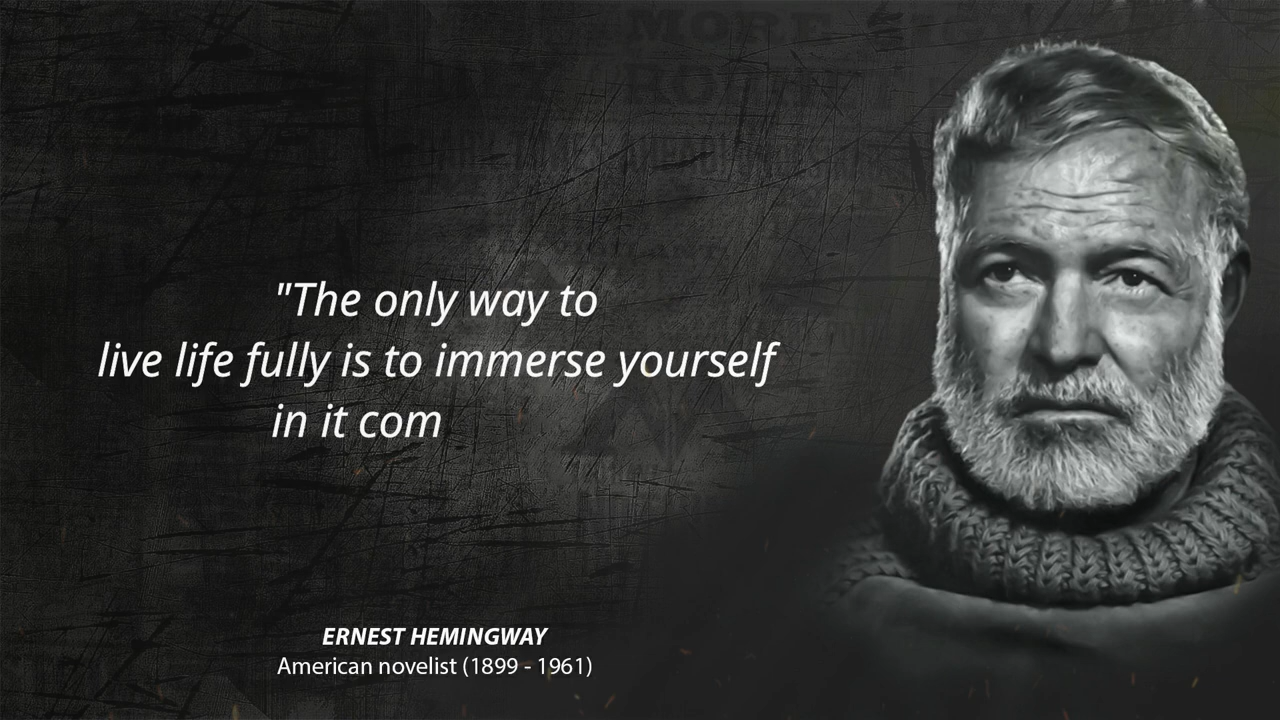 "The only way to
live life fully is to immerse yourself
in it com
ERNEST HEMINGWAY
American novelist (1899 - 1961)